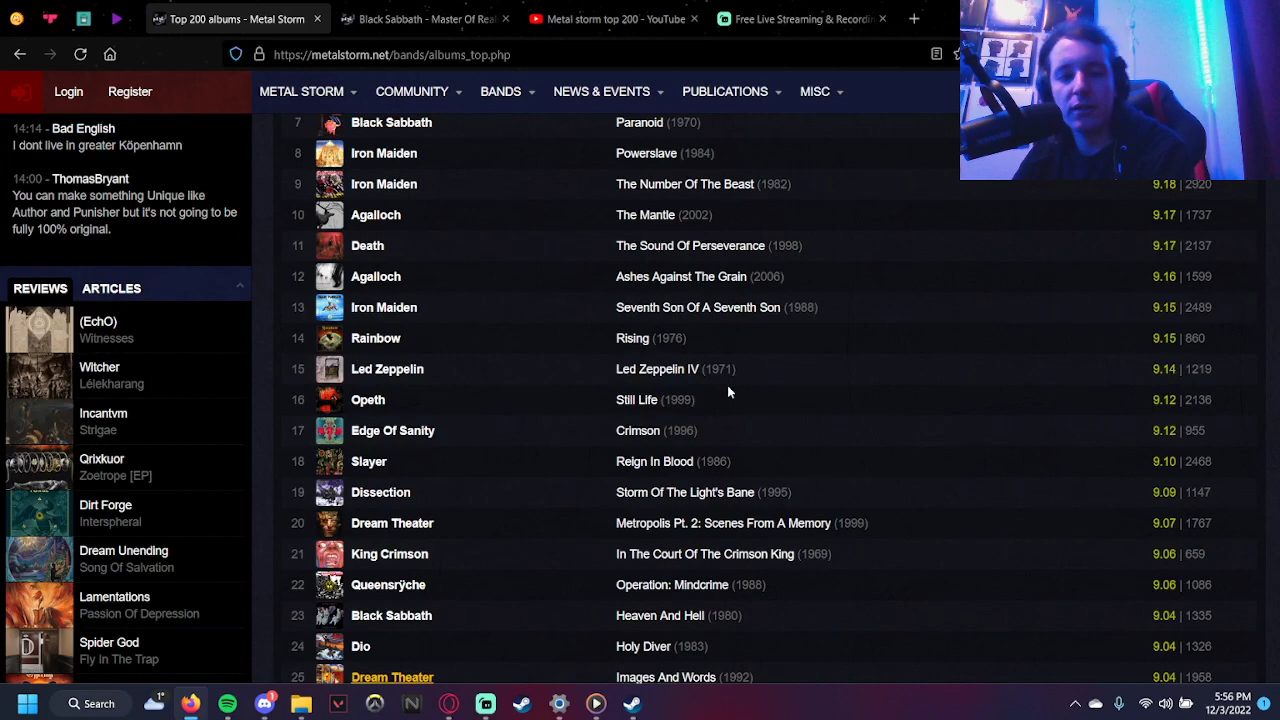 Top 200 albums - Metal Storm
Black Sabbath - Master Of Real
Metal storm top 200 - YouTube
Free Live Streaming & Recordin
https://metalstorm.net/bands/albums_top.php
Login Register METAL STORM COMMUNITY BANDS NEWS & EVENTS PUBLICATIONS MISC
14:14 - Bad English
I dont live in greater Köpenhamn
14:00 - ThomasBryant
You can make something Unique like
Author and Punisher but it's not going to be
fully 100% original.
REVIEWS ARTICLES
(EchO)
Witnesses
Witcher
Lélekharang
Incantvm
Strigae
Qrixkuor
Zoetrope [EP]
Dirt Forge
Interspheral
Dream Unending
Song Of Salvation
Lamentations
Passion Of Depression
Spider God
Fly In The Trap
7 Black Sabbath Paranoid (1970)
8 Iron Maiden Powerslave (1984)
9 Iron Maiden The Number Of The Beast (1982) 9.18 | 2920
10 Agalloch The Mantle (2002) 9.17 | 1737
11 Death The Sound Of Perseverance (1998) 9.17 | 2137
12 Agalloch Ashes Against The Grain (2006) 9.16 | 1599
13 Iron Maiden Seventh Son Of A Seventh Son (1988) 9.15 | 2489
14 Rainbow Rising (1976) 9.15 | 860
15 Led Zeppelin Led Zeppelin IV (1971) 9.14 | 1219
16 Opeth Still Life (1999) 9.12 | 2136
17 Edge Of Sanity Crimson (1996) 9.12 | 955
18 Slayer Reign In Blood (1986) 9.10 | 2468
19 Dissection Storm Of The Light's Bane (1995) 9.09 | 1147
20 Dream Theater Metropolis Pt. 2: Scenes From A Memory (1999) 9.07 | 1767
21 King Crimson In The Court Of The Crimson King (1969) 9.06 | 659
22 Queensrÿche Operation: Mindcrime (1988) 9.06 | 1086
23 Black Sabbath Heaven And Hell (1980) 9.04 | 1335
24 Dio Holy Diver (1983) 9.04 | 1326
25 Dream Theater Images And Words (1992) 9.04 | 1958
Search
1
5:56 PM
12/3/2022
1